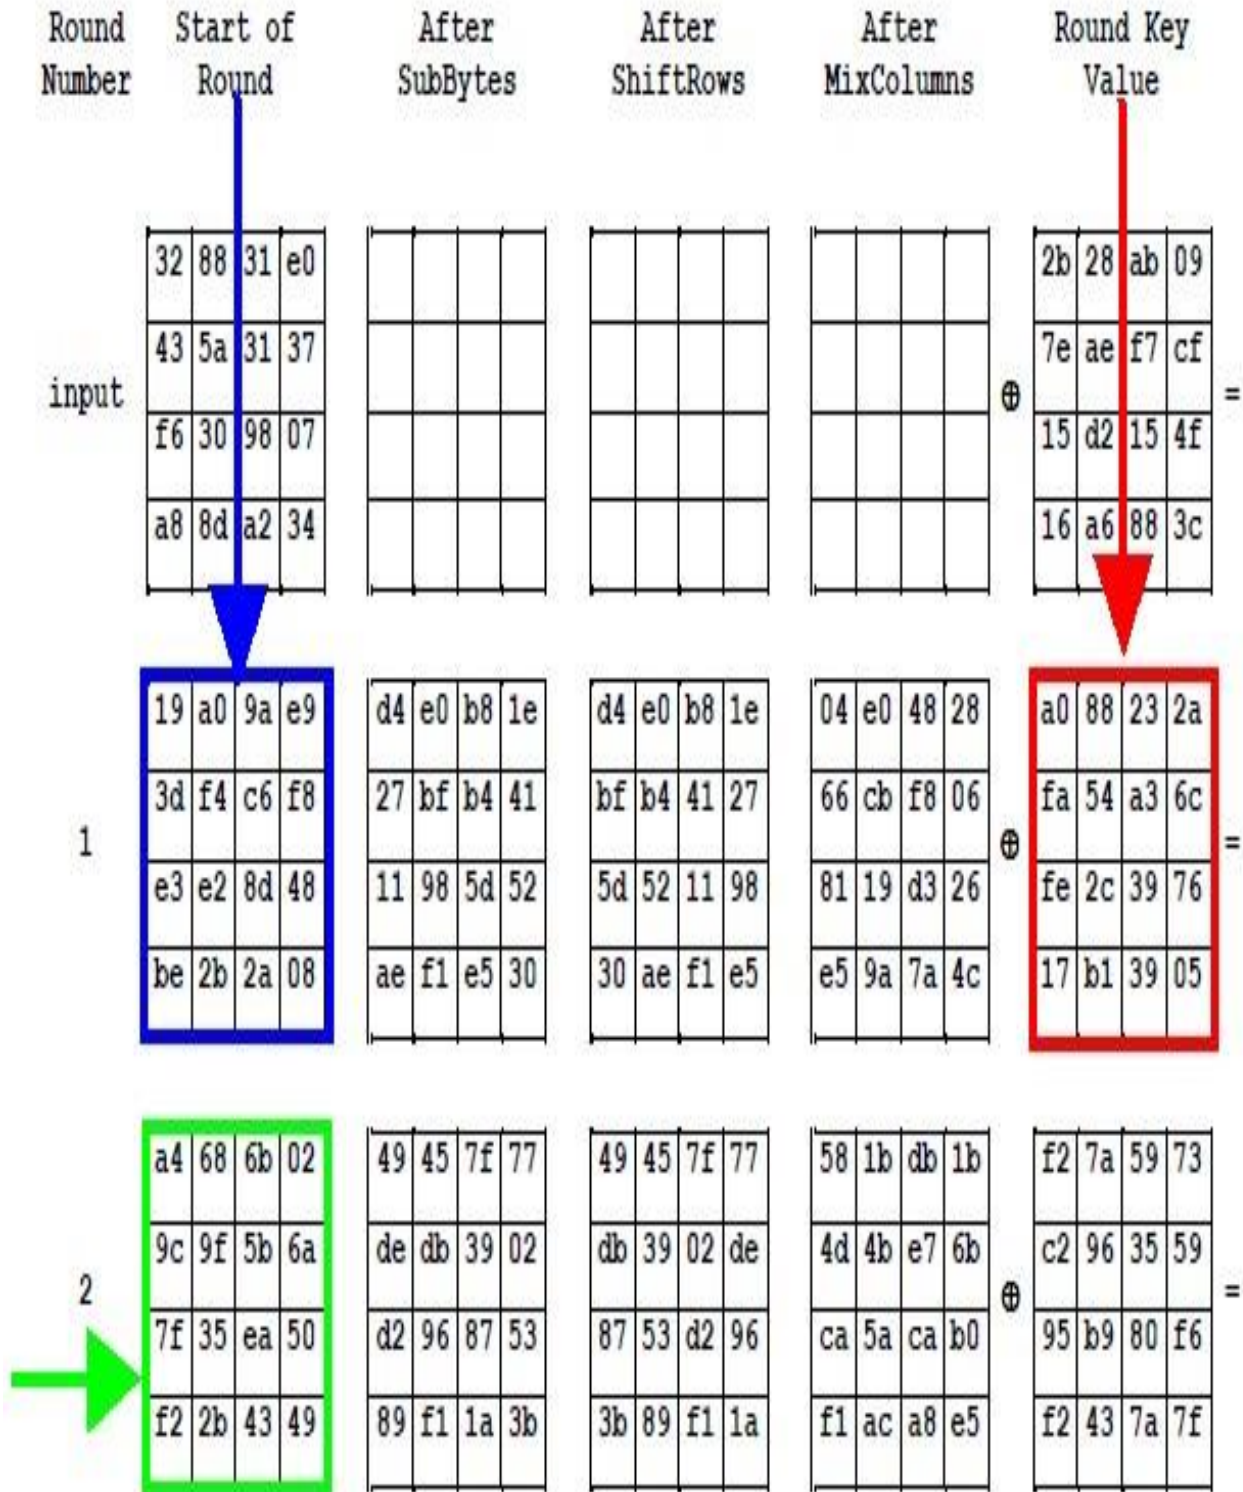 Round Start of After After After Round Key
Number Round SubBytes ShiftRows MixColumns Value
32 88 31 e0 2b 28 ab 09
43 5a 31 37 7e ae f7 cf
input ⊕ =
f6 30 98 07 15 d2 15 4f
a8 8d a2 34 16 a6 88 3c
19 a0 9a e9 d4 e0 b8 1e d4 e0 b8 1e 04 e0 48 28 a0 88 23 2a
3d f4 c6 f8 27 bf b4 41 bf b4 41 27 66 cb f8 06 fa 54 a3 6c
1 ⊕ =
e3 e2 8d 48 11 98 5d 52 5d 52 11 98 81 19 d3 26 fe 2c 39 76
be 2b 2a 08 ae f1 e5 30 30 ae f1 e5 e5 9a 7a 4c 17 b1 39 05
a4 68 6b 02 49 45 7f 77 49 45 7f 77 58 1b db 1b f2 7a 59 73
9c 9f 5b 6a de db 39 02 db 39 02 de 4d 4b e7 6b c2 96 35 59
2 ⊕ =
7f 35 ea 50 d2 96 87 53 87 53 d2 96 ca 5a ca b0 95 b9 80 f6
f2 2b 43 49 89 f1 1a 3b 3b 89 f1 1a f1 ac a8 e5 f2 43 7a 7f